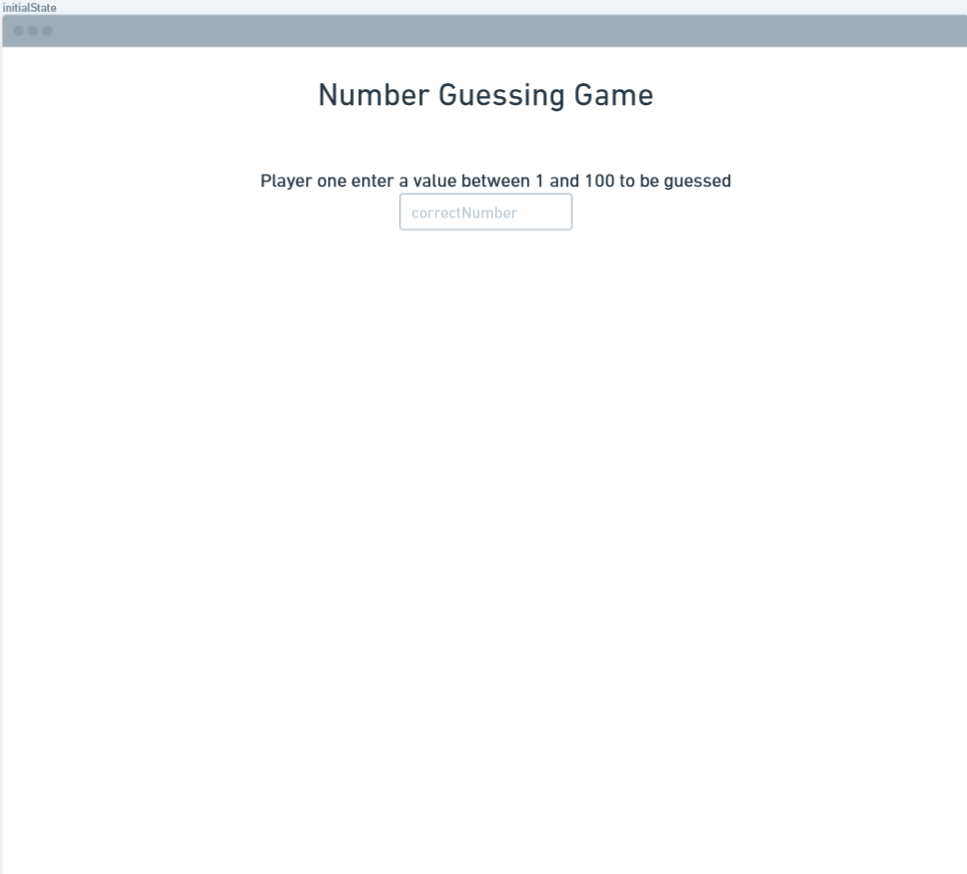 initialState
Number Guessing Game
Player one enter a value between 1 and 100 to be guessed
correctNumber